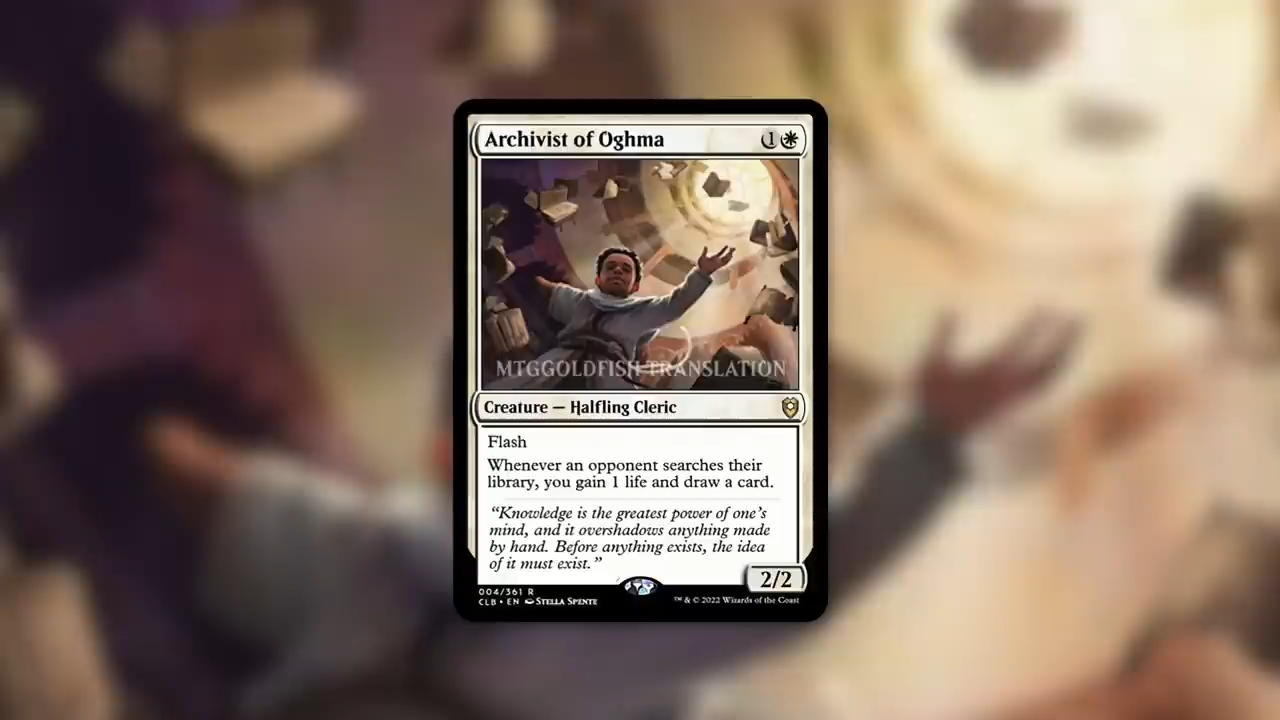 Archivist of Oghma 1
MTGGOLDFISH TRANSLATION
Creature — Halfling Cleric
Flash
Whenever an opponent searches their
library, you gain 1 life and draw a card.
“Knowledge is the greatest power of one’s
mind, and it overshadows anything made
by hand. Before anything exists, the idea
of it must exist.”
2/2
004/361 R
CLB • EN Stella Spente
™ & © 2022 Wizards of the Coast